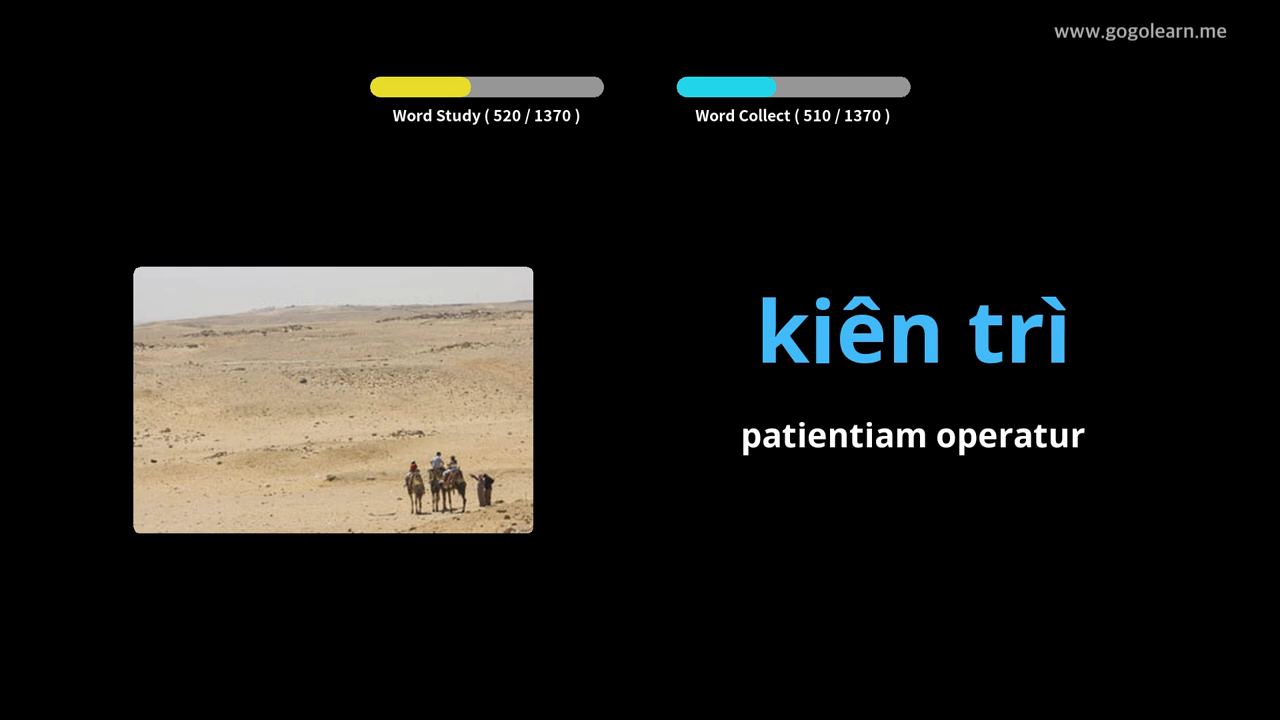 www.gogolearn.me
Word Study ( 520 / 1370 )
Word Collect ( 510 / 1370 )
kiên trì
patientiam operatur